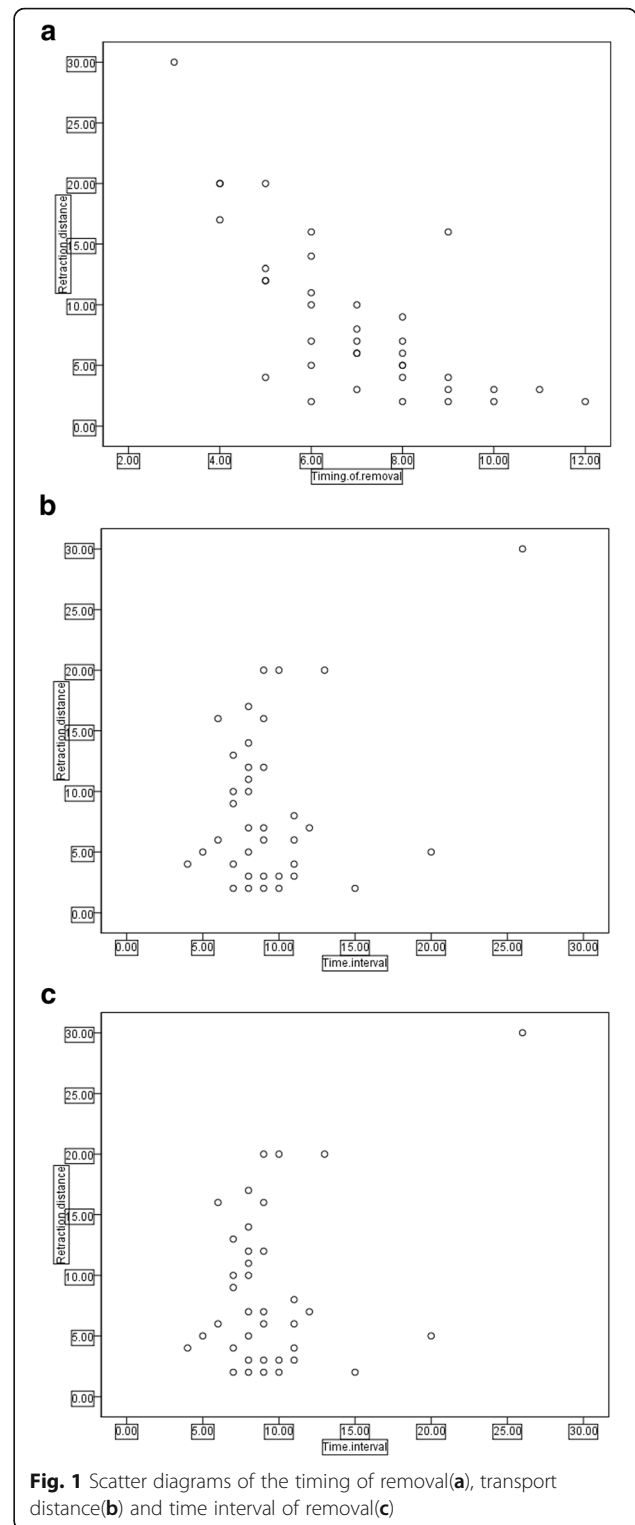 a
30.00
25.00
20.00
15.00
10.00
5.00
0.00
Retraction.distance
2.00 4.00 6.00 8.00 10.00 12.00
Timing.of.removal
b
30.00
25.00
20.00
15.00
10.00
5.00
0.00
Retraction.distance
0.00 5.00 10.00 15.00 20.00 25.00 30.00
Time.interval
c
30.00
25.00
20.00
15.00
10.00
5.00
0.00
Retraction.distance
0.00 5.00 10.00 15.00 20.00 25.00 30.00
Time.interval
Fig. 1 Scatter diagrams of the timing of removal(a), transport
distance(b) and time interval of removal(c)